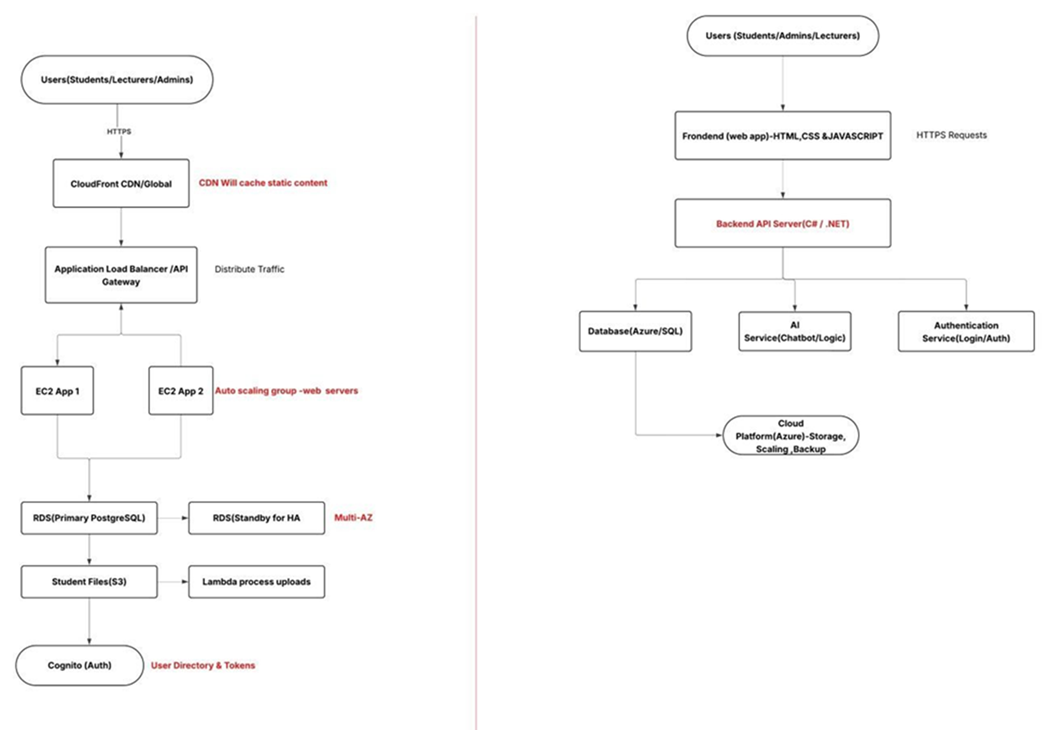 Users(Students/Lecturers/Admins)
HTTPS
CloudFront CDN/Global
CDN Will cache static content
Application Load Balancer /API
Gateway
Distribute Traffic
EC2 App 1
EC2 App 2
Auto scaling group -web servers
RDS(Primary PostgreSQL)
RDS(Standby for HA
Multi-AZ
Student Files(S3)
Lambda process uploads
Cognito (Auth)
User Directory & Tokens
Users (Students/Admins/Lecturers)
Frondend (web app)-HTML,CSS &JAVASCRIPT
HTTPS Requests
Backend API Server(C# / .NET)
Database(Azure/SQL)
AI
Service(Chatbot/Logic)
Authentication
Service(Login/Auth)
Cloud
Platform(Azure)-Storage,
Scaling ,Backup